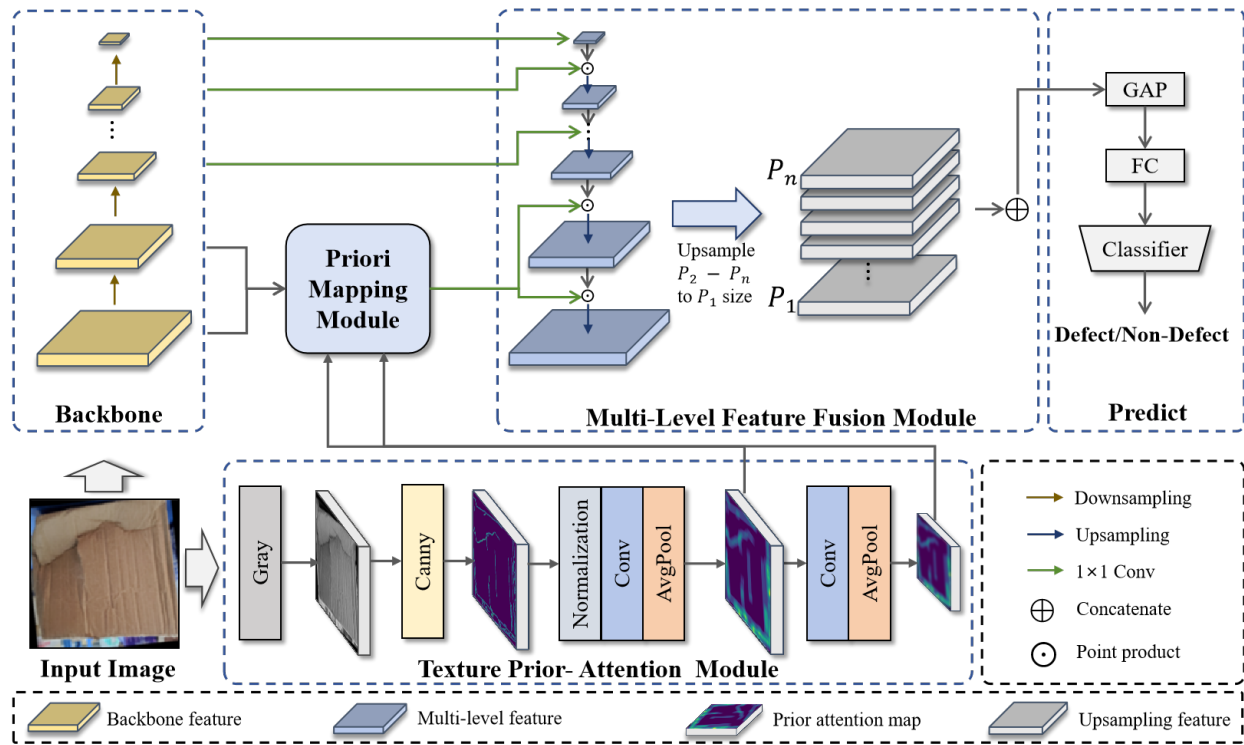 Backbone
Priori
Mapping
Module
Upsample
P₂ − Pₙ
to P₁ size
Pₙ
P₁
Multi-Level Feature Fusion Module
GAP
FC
Classifier
Defect/Non-Defect
Predict
Input Image
Gray
Canny
Normalization
Conv
AvgPool
Conv
AvgPool
Texture Prior- Attention Module
Downsampling
Upsampling
1×1 Conv
Concatenate
Point product
Backbone feature
Multi-level feature
Prior attention map
Upsampling feature